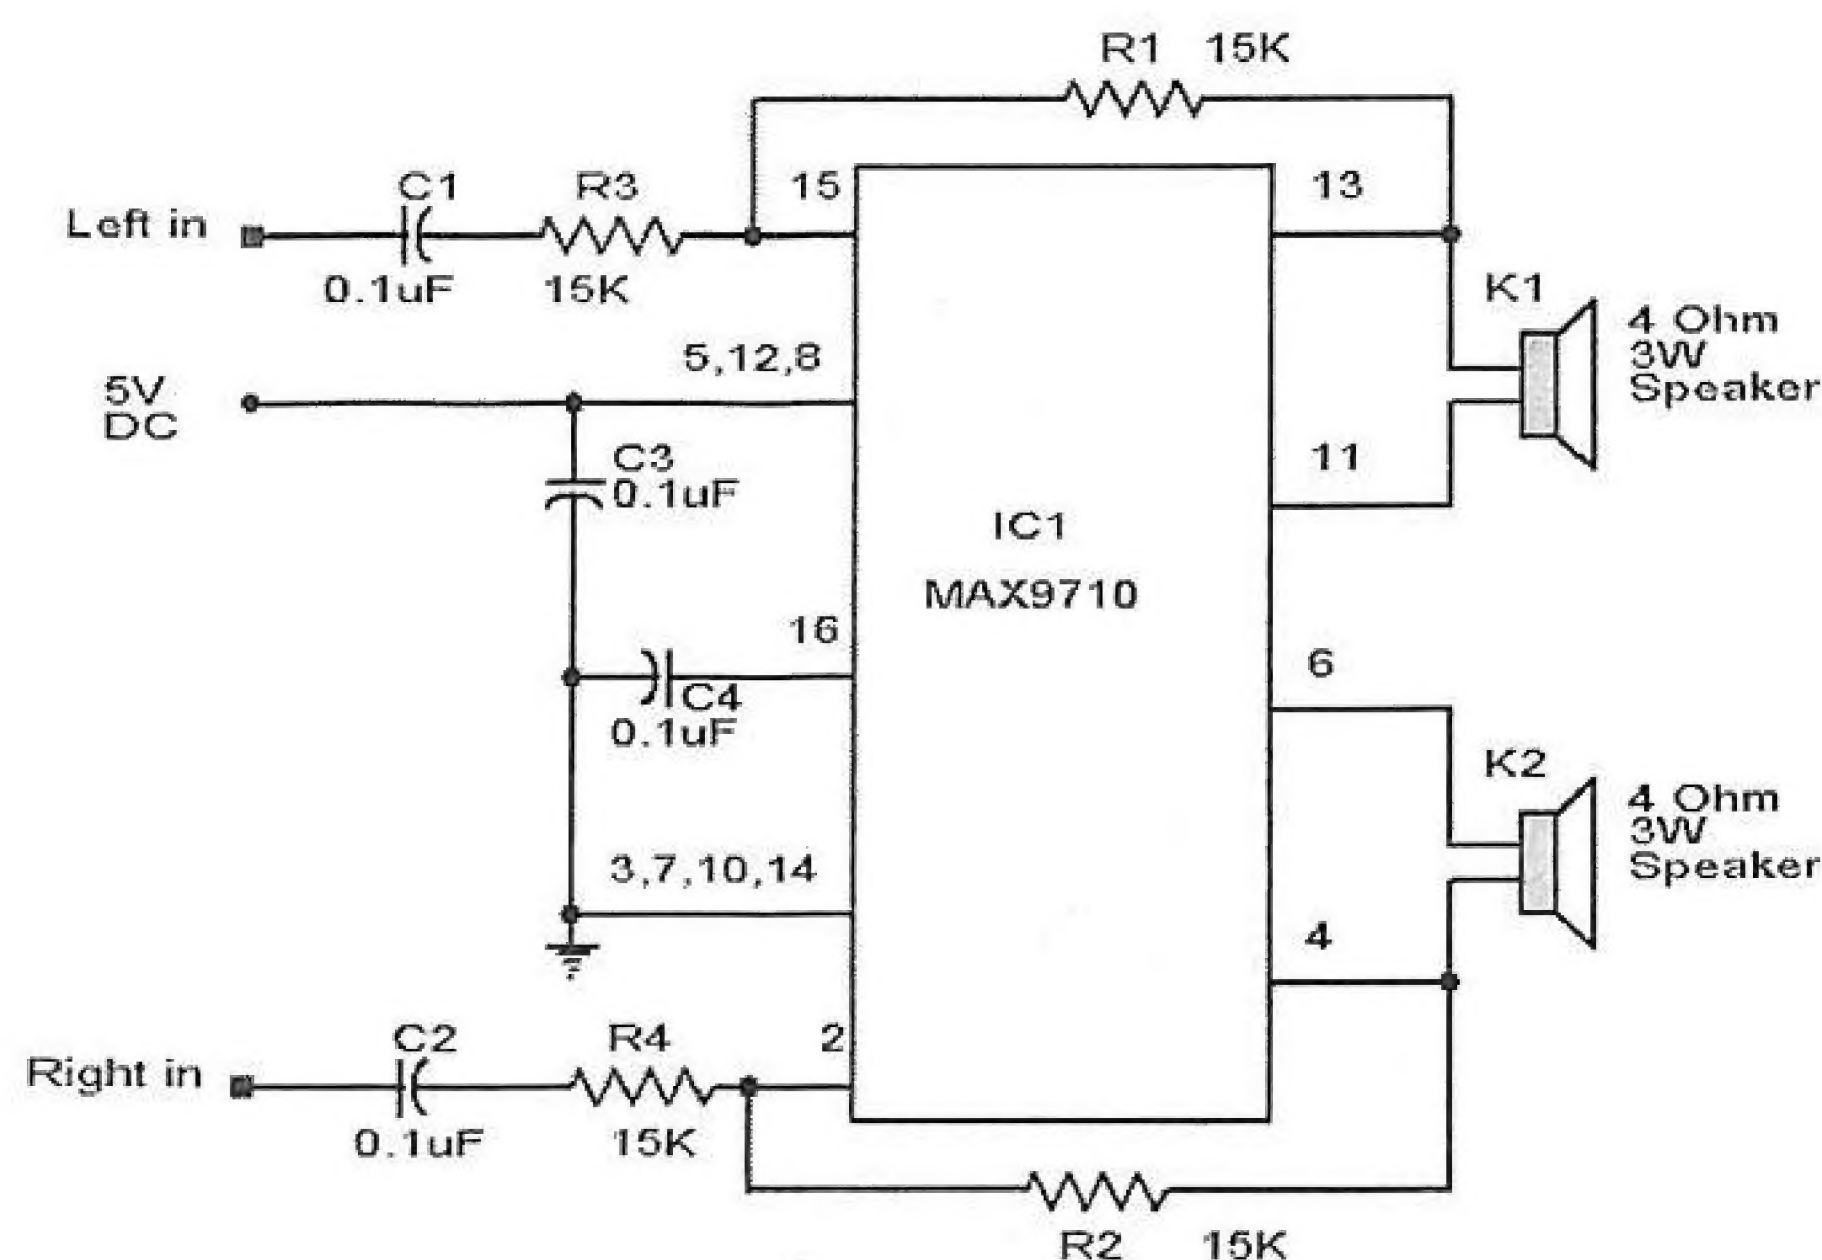 R1 15K
C1
R3
15
13
Left in
0.1uF
15K
K1
4 Ohm
3W
Speaker
5V
DC
5,12,8
C3
0.1uF
11
IC1
MAX9710
16
C4
0.1uF
6
K2
4 Ohm
3W
Speaker
3,7,10,14
4
C2
R4
2
Right in
0.1uF
15K
R2 15K